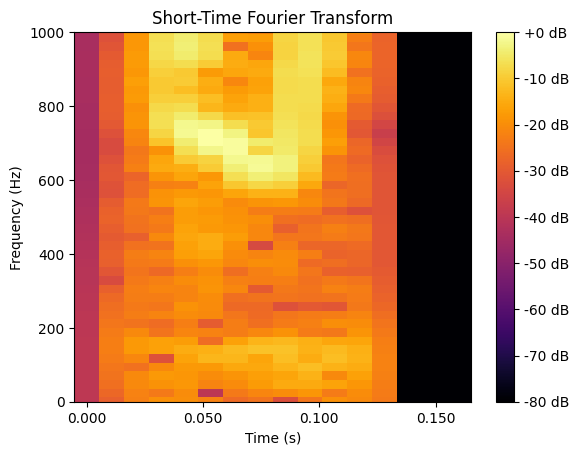 Short-Time Fourier Transform
1000
800
600
400
200
0
Frequency (Hz)
0.000
0.050
0.100
0.150
Time (s)
+0 dB
-10 dB
-20 dB
-30 dB
-40 dB
-50 dB
-60 dB
-70 dB
-80 dB